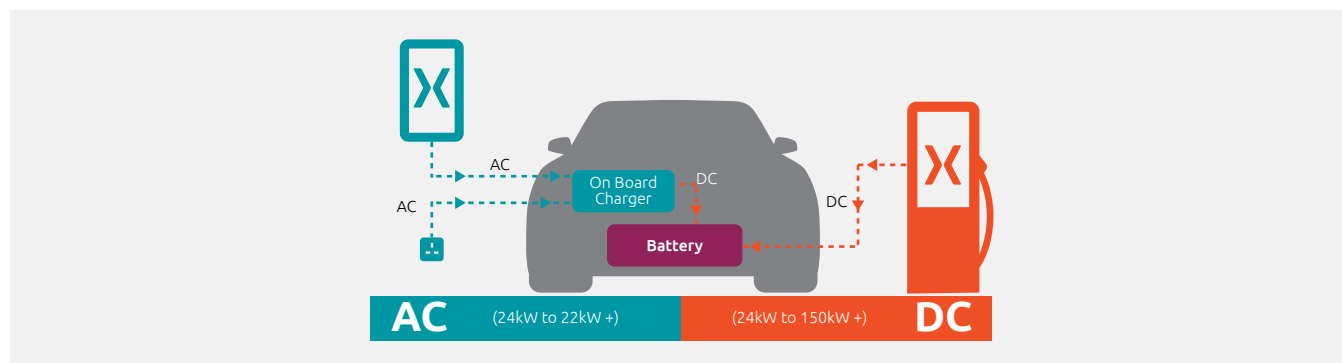 AC
On Board
Charger
DC
AC
DC
Battery
AC
(24kW to 22kW +)
(24kW to 150kW +)
DC